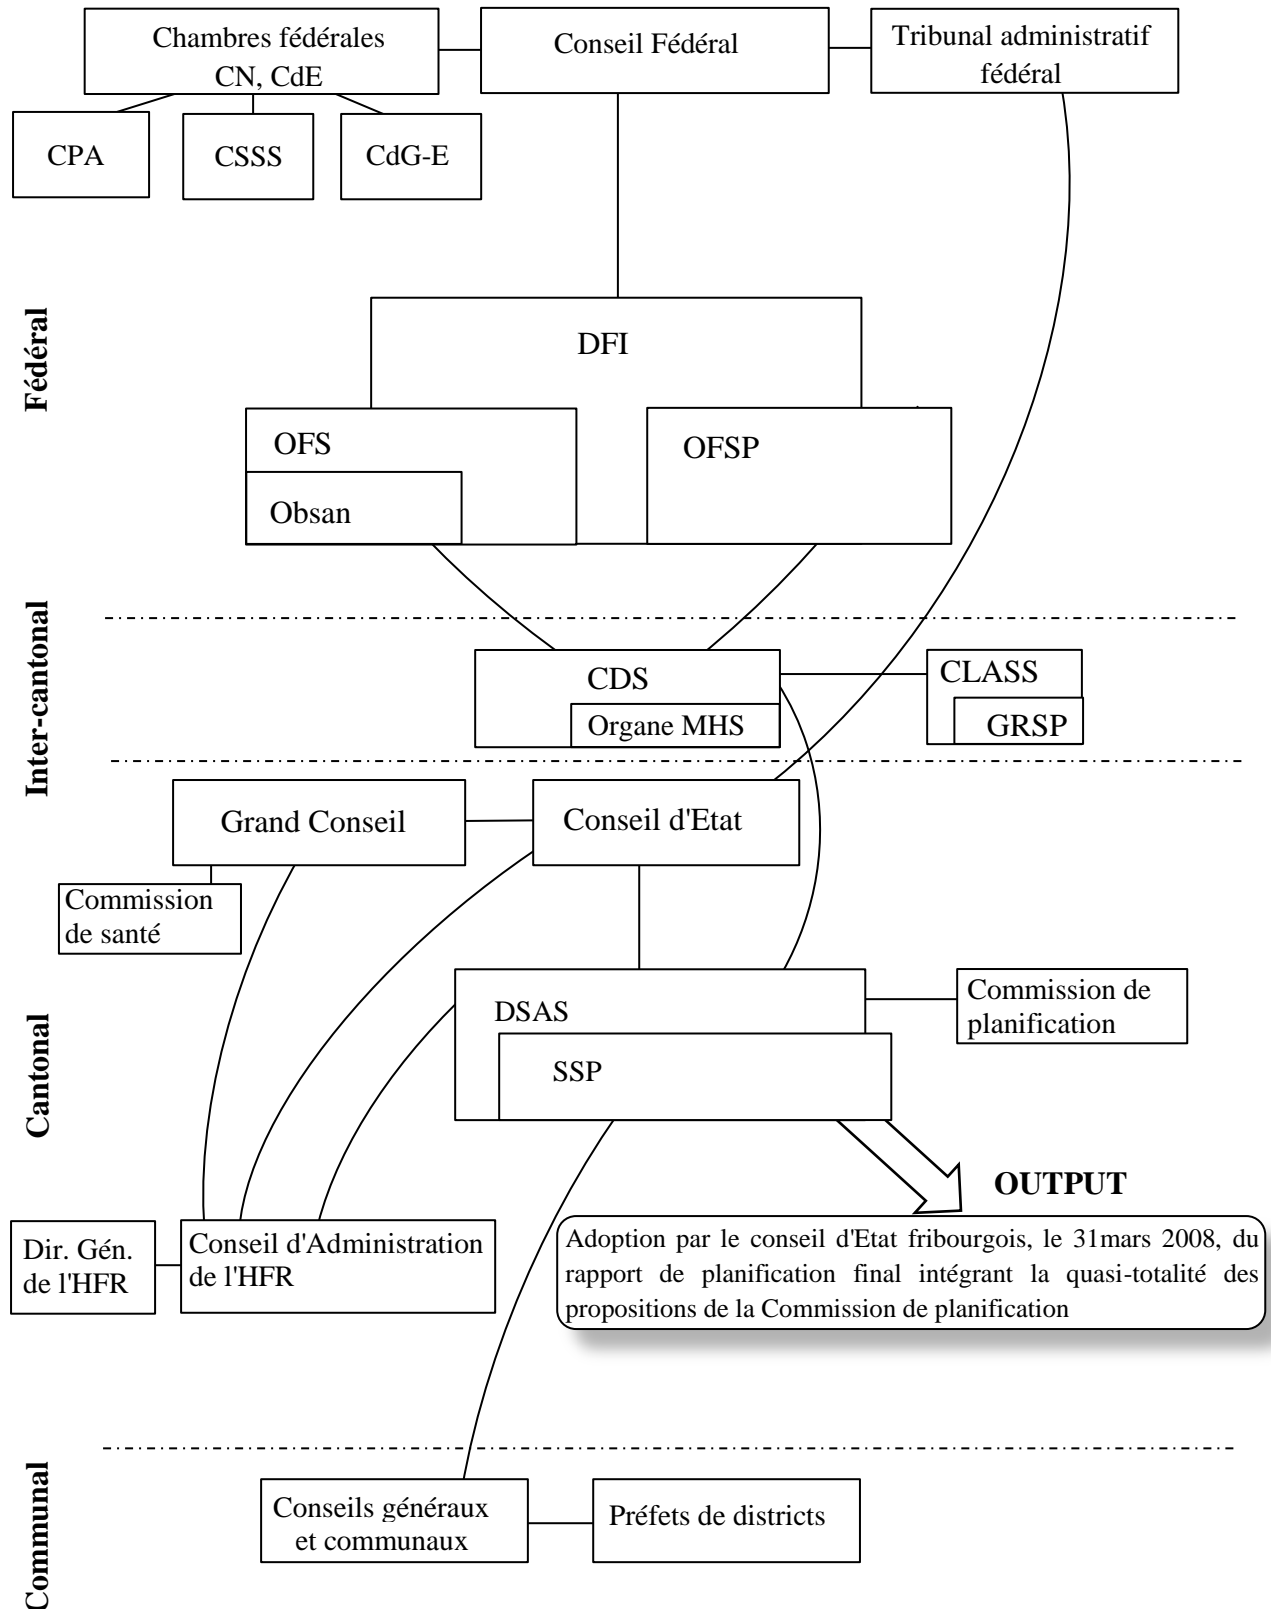 Chambres fédérales
CN, CdE
Conseil Fédéral
Tribunal administratif
fédéral
CPA
CSSS
CdG-E
Fédéral
DFI
OFS
OFSP
Obsan
Inter-cantonal
CDS
Organe MHS
CLASS
GRSP
Grand Conseil
Conseil d'Etat
Commission
de santé
Cantonal
DSAS
SSP
Commission de
planification
OUTPUT
Dir. Gén.
de l'HFR
Conseil d'Administration
de l'HFR
Adoption par le conseil d'Etat fribourgois, le 31mars 2008, du
rapport de planification final intégrant la quasi-totalité des
propositions de la Commission de planification
Communal
Conseils généraux
et communaux
Préfets de districts